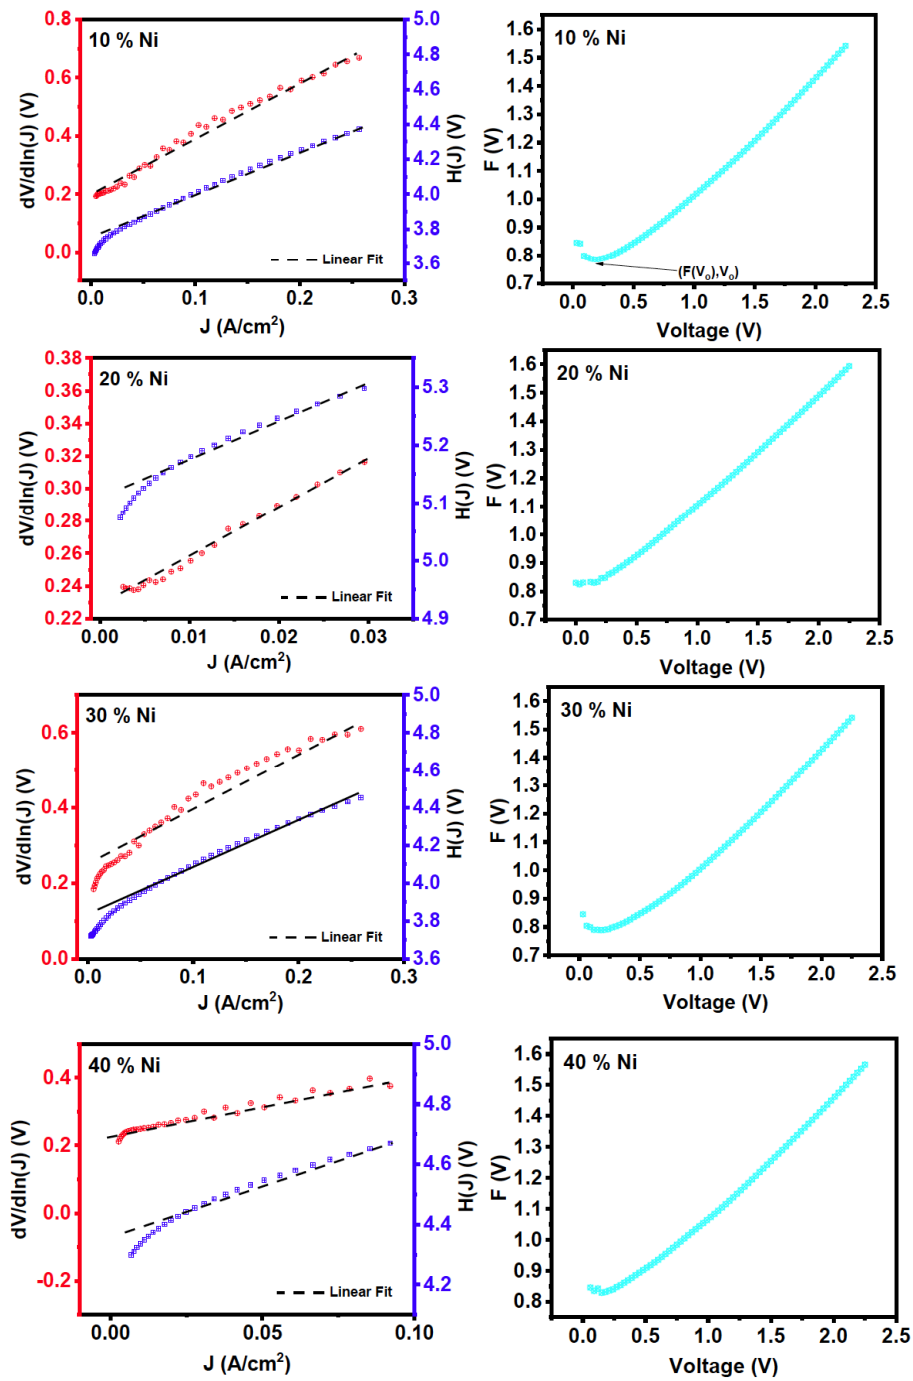 10 % Ni
dV/dln(J) (V)
0.8
0.6
0.4
0.2
0.0
5.0
4.8
4.6
4.4
4.2
4.0
3.8
3.6
H(J) (V)
Linear Fit
0.0 0.1 0.2 0.3
J (A/cm²)
10 % Ni
F (V)
1.6
1.5
1.4
1.3
1.2
1.1
1.0
0.9
0.8
0.7
(F(V₀),V₀)
0.0 0.5 1.0 1.5 2.0 2.5
Voltage (V)
20 % Ni
dV/dln(J) (V)
0.38
0.36
0.34
0.32
0.30
0.28
0.26
0.24
0.22
5.3
5.2
5.1
5.0
4.9
H(J) (V)
Linear Fit
0.00 0.01 0.02 0.03
J (A/cm²)
20 % Ni
F (V)
1.6
1.5
1.4
1.3
1.2
1.1
1.0
0.9
0.8
0.7
0.0 0.5 1.0 1.5 2.0 2.5
Voltage (V)
30 % Ni
dV/dln(J) (V)
0.6
0.4
0.2
0.0
5.0
4.8
4.6
4.4
4.2
4.0
3.8
3.6
H(J) (V)
Linear Fit
0.0 0.1 0.2 0.3
J (A/cm²)
30 % Ni
F (V)
1.6
1.5
1.4
1.3
1.2
1.1
1.0
0.9
0.8
0.7
0.0 0.5 1.0 1.5 2.0 2.5
Voltage (V)
40 % Ni
dV/dln(J) (V)
0.4
0.2
0.0
-0.2
5.0
4.8
4.6
4.4
4.2
H(J) (V)
Linear Fit
0.00 0.05 0.10
J (A/cm²)
40 % Ni
F (V)
1.6
1.5
1.4
1.3
1.2
1.1
1.0
0.9
0.8
0.0 0.5 1.0 1.5 2.0 2.5
Voltage (V)